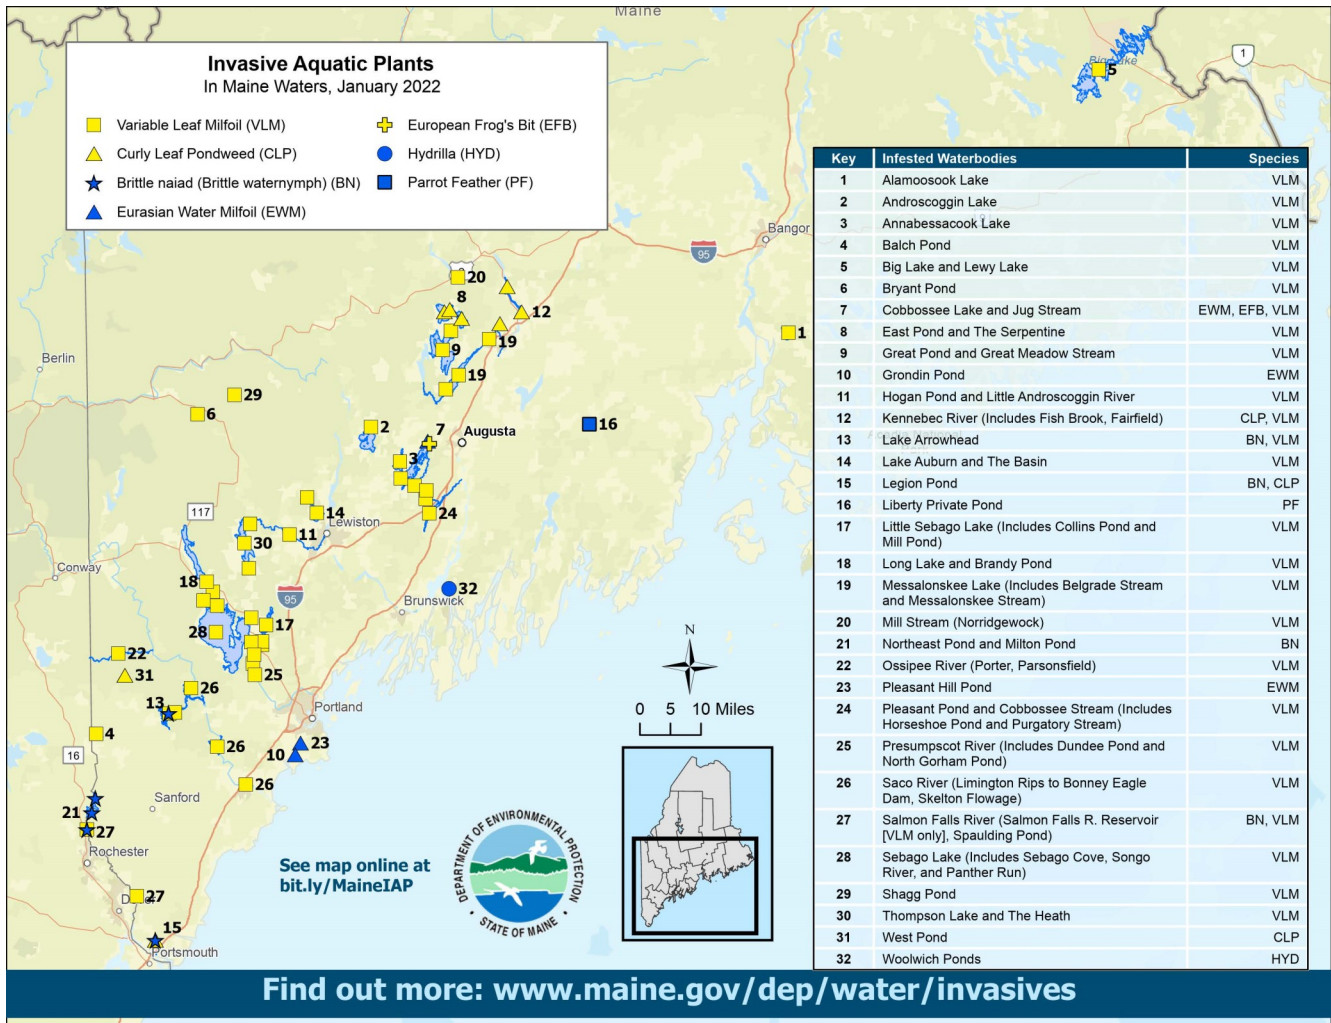 Maine
Invasive Aquatic Plants
In Maine Waters, January 2022
Variable Leaf Milfoil (VLM)
Curly Leaf Pondweed (CLP)
Brittle naiad (Brittle waternymph) (BN)
Eurasian Water Milfoil (EWM)
European Frog's Bit (EFB)
Hydrilla (HYD)
Parrot Feather (PF)
Big Lake
5
1
Bangor
95
20
8
12
19
9
19
1
Berlin
29
6
2
7
Augusta
16
3
117
14
Lewiston
11
24
30
Conway
18
95
32
Brunswick
17
28
22
31
25
26
13
Portland
4
26
23
10
16
26
Sanford
21
27
Rochester
27
15
Portsmouth
N
0 5 10 Miles
See map online at
bit.ly/MaineIAP
DEPARTMENT OF ENVIRONMENTAL PROTECTION
• STATE OF MAINE •
Key Infested Waterbodies Species
1 Alamoosook Lake VLM
2 Androscoggin Lake VLM
3 Annabessacook Lake VLM
4 Balch Pond VLM
5 Big Lake and Lewy Lake VLM
6 Bryant Pond VLM
7 Cobbossee Lake and Jug Stream EWM, EFB, VLM
8 East Pond and The Serpentine VLM
9 Great Pond and Great Meadow Stream VLM
10 Grondin Pond EWM
11 Hogan Pond and Little Androscoggin River VLM
12 Kennebec River (Includes Fish Brook, Fairfield) CLP, VLM
13 Lake Arrowhead BN, VLM
14 Lake Auburn and The Basin VLM
15 Legion Pond BN, CLP
16 Liberty Private Pond PF
17 Little Sebago Lake (Includes Collins Pond and VLM
Mill Pond)
18 Long Lake and Brandy Pond VLM
19 Messalonskee Lake (Includes Belgrade Stream VLM
and Messalonskee Stream)
20 Mill Stream (Norridgewock) VLM
21 Northeast Pond and Milton Pond BN
22 Ossipee River (Porter, Parsonsfield) VLM
23 Pleasant Hill Pond EWM
24 Pleasant Pond and Cobbossee Stream (Includes VLM
Horseshoe Pond and Purgatory Stream)
25 Presumpscot River (Includes Dundee Pond and VLM
North Gorham Pond)
26 Saco River (Limington Rips to Bonney Eagle VLM
Dam, Skelton Flowage)
27 Salmon Falls River (Salmon Falls R. Reservoir BN, VLM
[VLM only], Spaulding Pond)
28 Sebago Lake (Includes Sebago Cove, Songo VLM
River, and Panther Run)
29 Shagg Pond VLM
30 Thompson Lake and The Heath VLM
31 West Pond CLP
32 Woolwich Ponds HYD
Find out more: www.maine.gov/dep/water/invasives